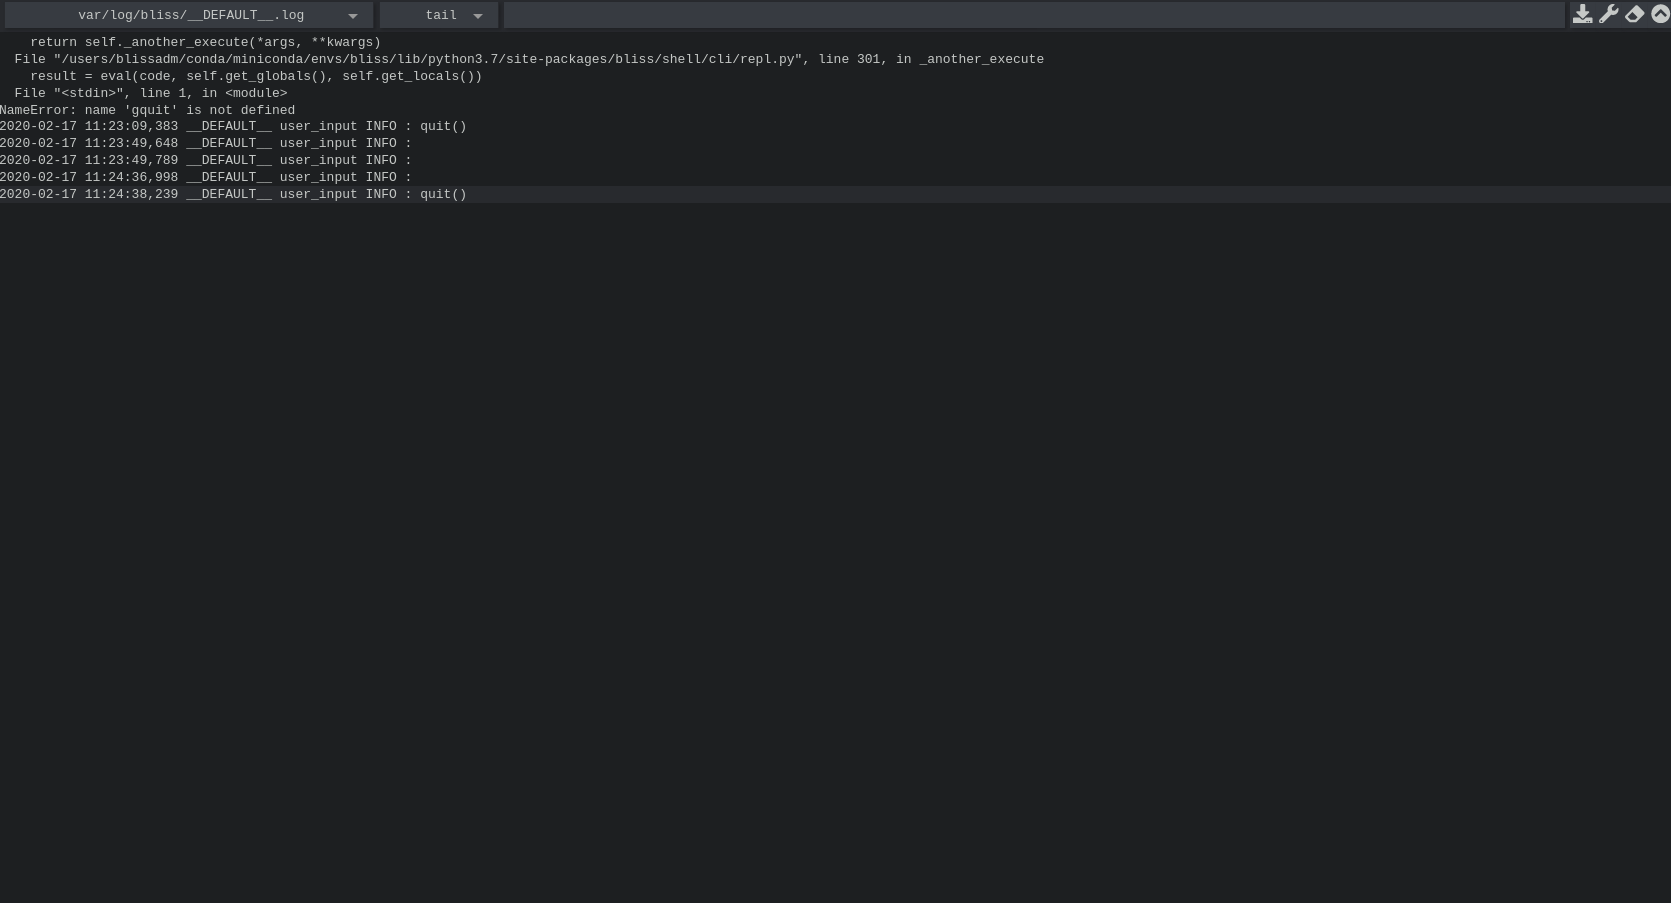 var/log/bliss/__DEFAULT__.log tail
    return self._another_execute(*args, **kwargs)
  File "/users/blissadm/conda/miniconda/envs/bliss/lib/python3.7/site-packages/bliss/shell/cli/repl.py", line 301, in _another_execute
    result = eval(code, self.get_globals(), self.get_locals())
  File "<stdin>", line 1, in <module>
NameError: name 'gquit' is not defined
2020-02-17 11:23:09,383 __DEFAULT__ user_input INFO : quit()
2020-02-17 11:23:49,648 __DEFAULT__ user_input INFO :
2020-02-17 11:23:49,789 __DEFAULT__ user_input INFO :
2020-02-17 11:24:36,998 __DEFAULT__ user_input INFO :
2020-02-17 11:24:38,239 __DEFAULT__ user_input INFO : quit()